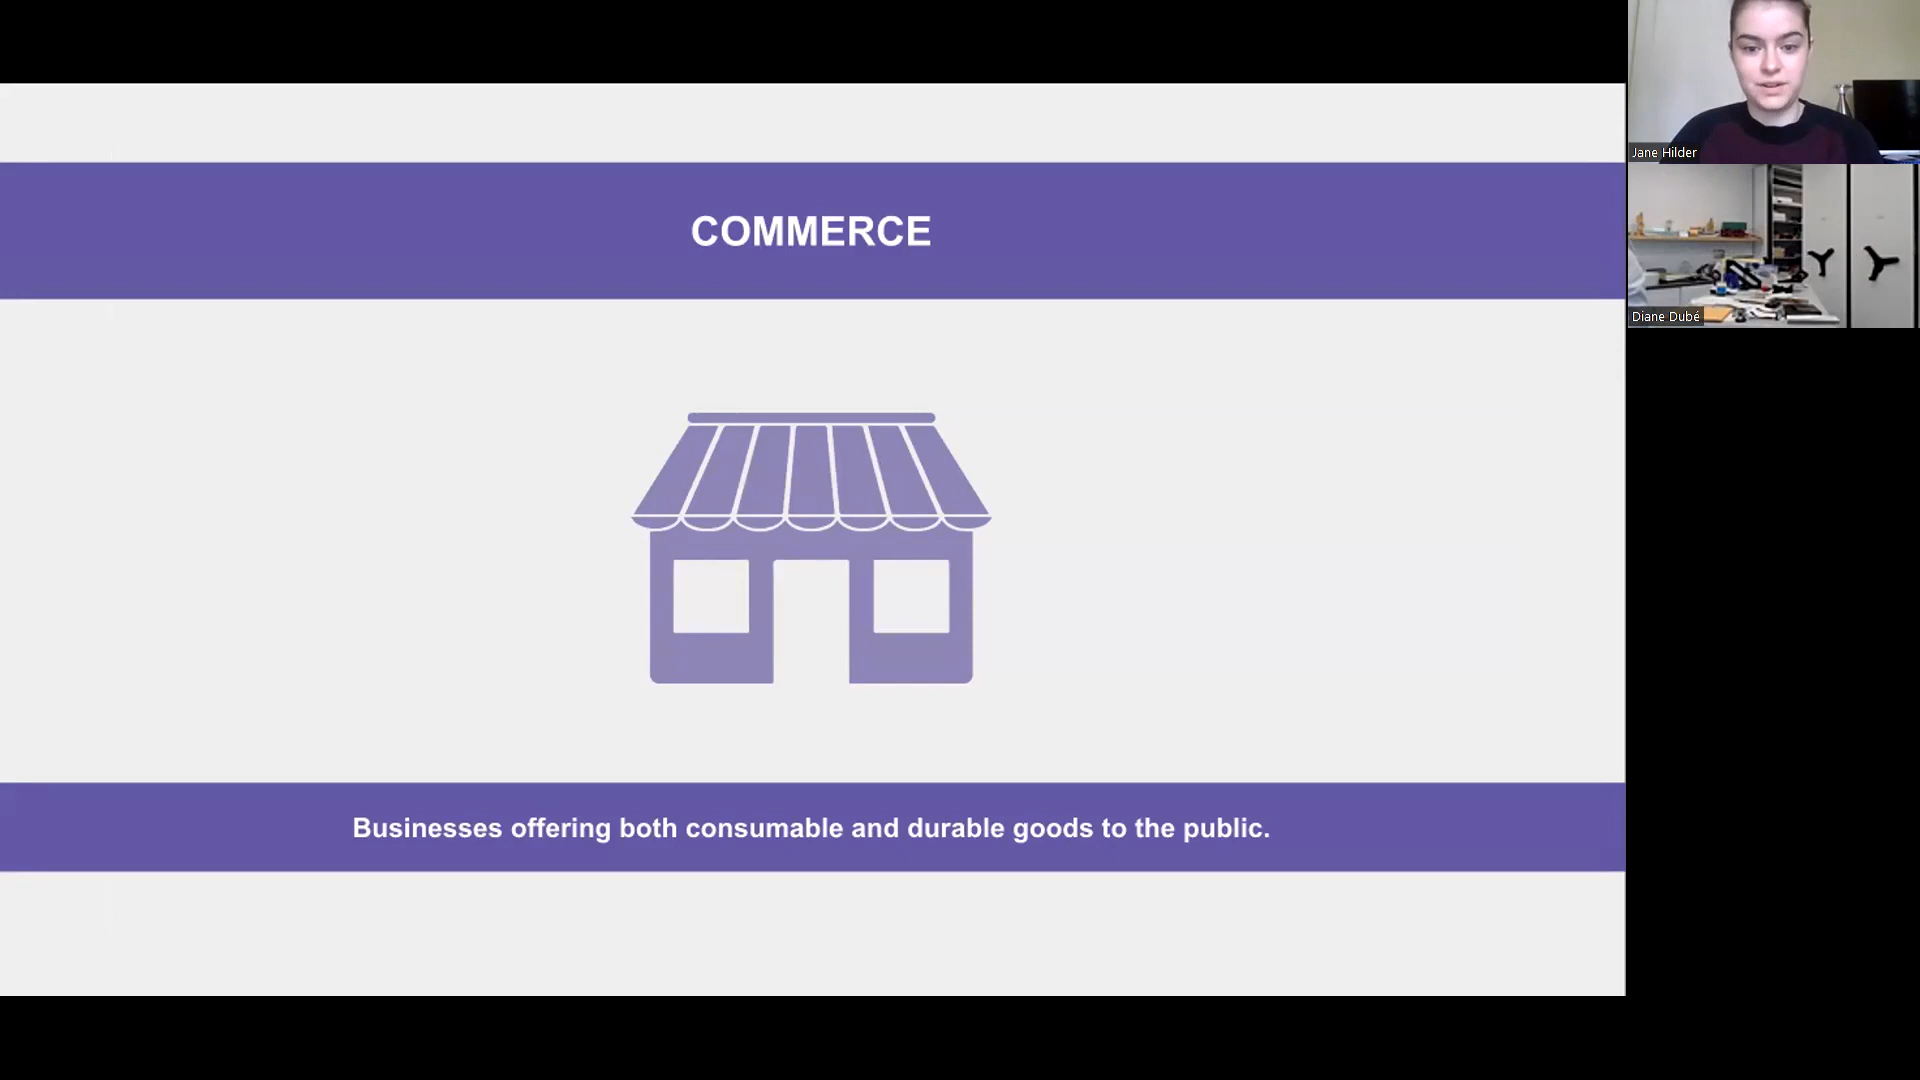 COMMERCE
Businesses offering both consumable and durable goods to the public.
Jane Hilder
Diane Dubé